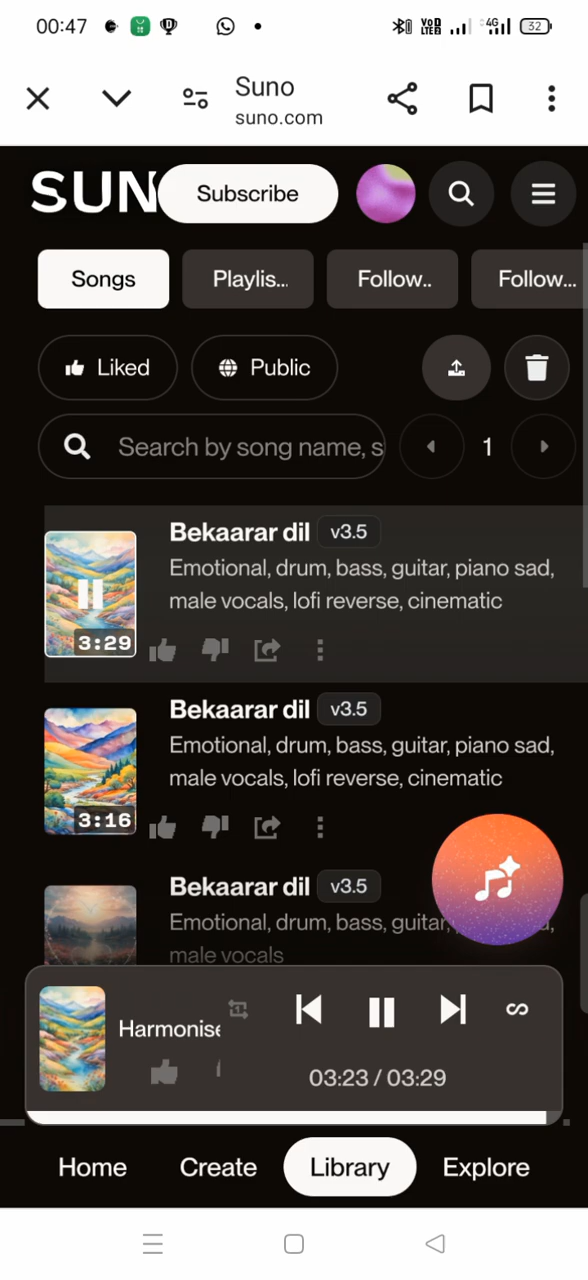 00:47
VoD
LTE2
4G
32
Suno
suno.com
SUN
Subscribe
Songs
Playlis...
Follow..
Follow...
Liked
Public
Search by song name, s
1
Bekaarar dil v3.5
Emotional, drum, bass, guitar, piano sad,
male vocals, lofi reverse, cinematic
3:29
Bekaarar dil v3.5
Emotional, drum, bass, guitar, piano sad,
male vocals, lofi reverse, cinematic
3:16
Bekaarar dil v3.5
Emotional, drum, bass, guitar,
male vocals
Harmonise
03:23 / 03:29
Home
Create
Library
Explore